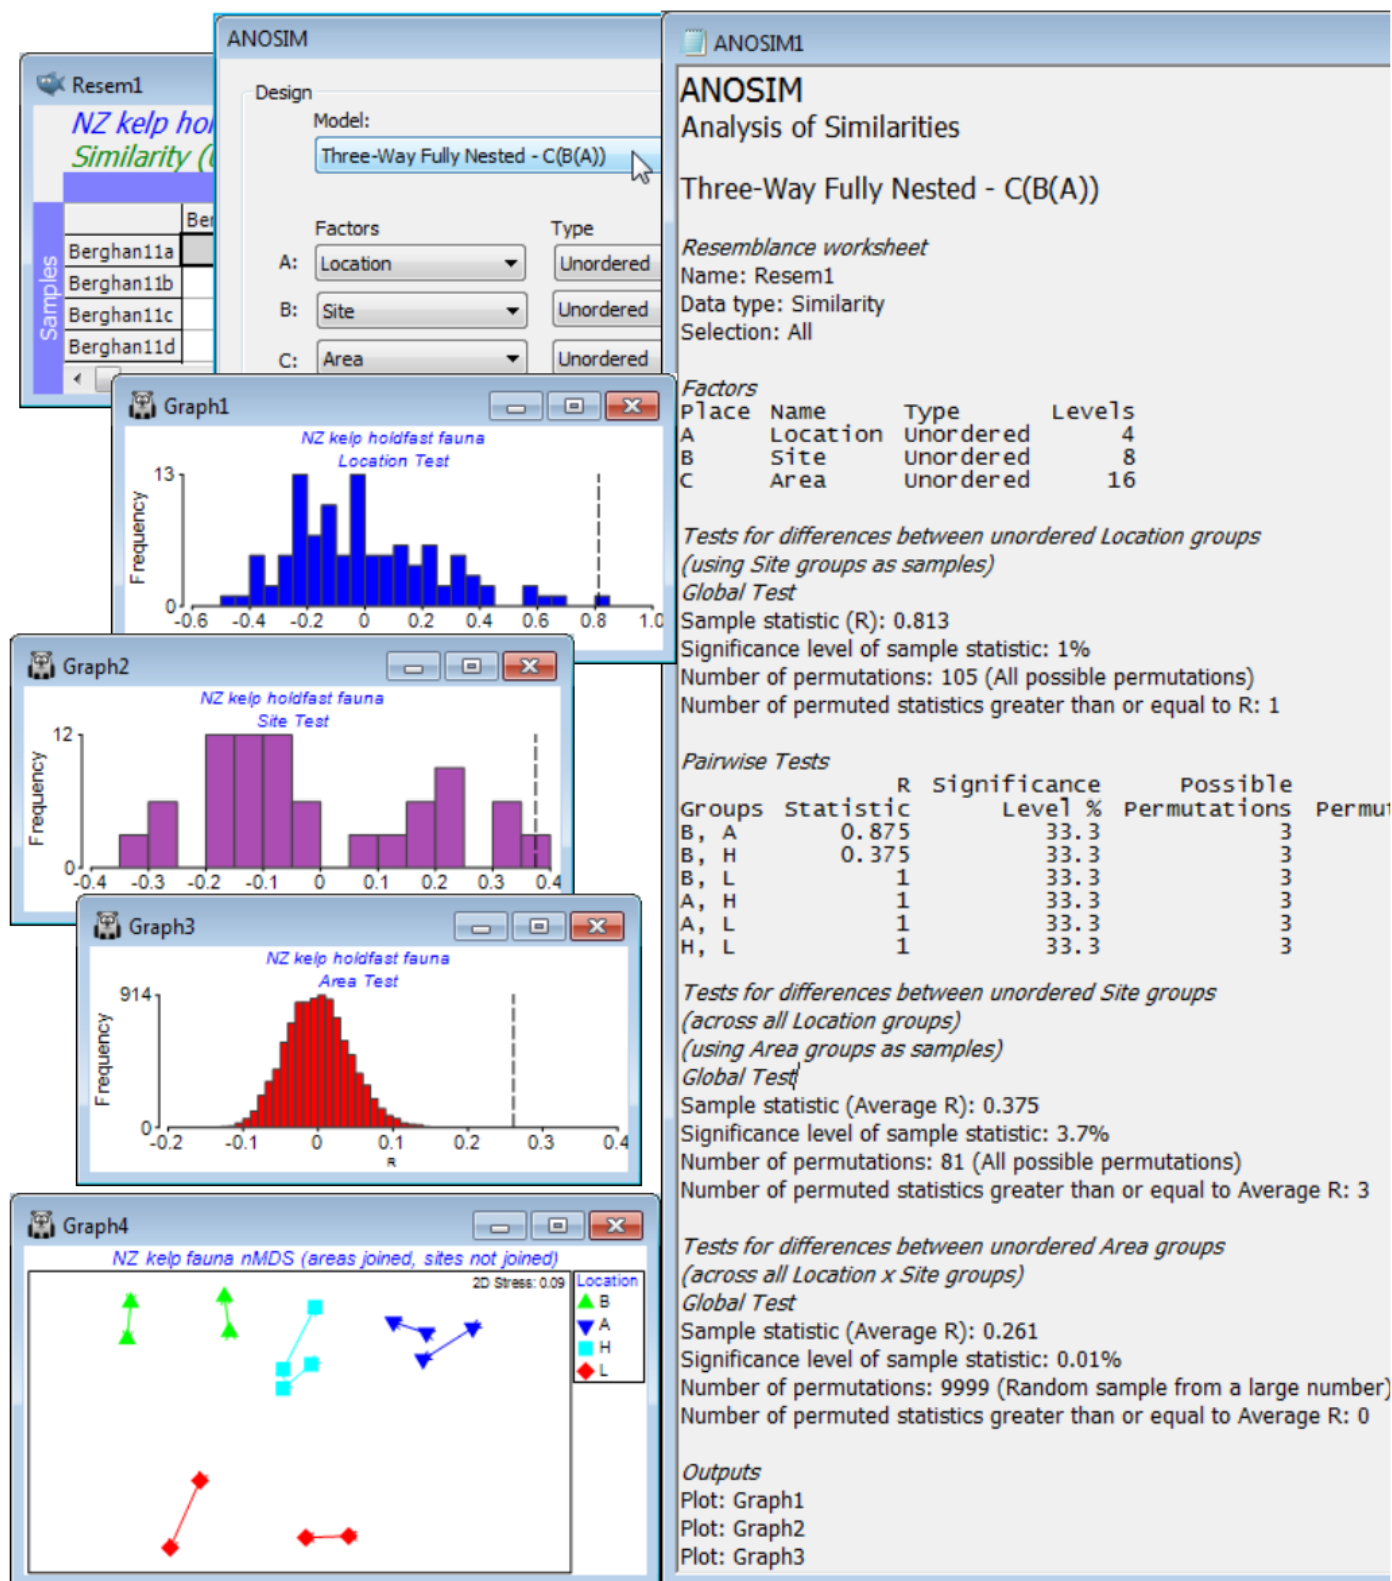 Resem1
NZ kelp hol
Similarity (
Ber
Samples
Berghan11a
Berghan11b
Berghan11c
Berghan11d
ANOSIM
Design
Model:
Three-Way Fully Nested - C(B(A))
Factors Type
A: Location Unordered
B: Site Unordered
C: Area Unordered
Graph1
NZ kelp holdfast fauna
Location Test
13
Frequency
0
-0.6 -0.4 -0.2 0 0.2 0.4 0.6 0.8 1.0
Graph2
NZ kelp holdfast fauna
Site Test
12
Frequency
0
-0.4 -0.3 -0.2 -0.1 0 0.1 0.2 0.3 0.4
Graph3
NZ kelp holdfast fauna
Area Test
914
Frequency
0
-0.2 -0.1 0 0.1 0.2 0.3 0.4
R
Graph4
NZ kelp fauna nMDS (areas joined, sites not joined)
2D Stress: 0.09
Location
B
A
H
L
ANOSIM1
ANOSIM
Analysis of Similarities
Three-Way Fully Nested - C(B(A))
Resemblance worksheet
Name: Resem1
Data type: Similarity
Selection: All
Factors
Place Name Type Levels
A Location Unordered 4
B Site Unordered 8
C Area Unordered 16
Tests for differences between unordered Location groups
(using Site groups as samples)
Global Test
Sample statistic (R): 0.813
Significance level of sample statistic: 1%
Number of permutations: 105 (All possible permutations)
Number of permuted statistics greater than or equal to R: 1
Pairwise Tests
R Significance Possible
Groups Statistic Level % Permutations Permut
B, A 0.875 33.3 3
B, H 0.375 33.3 3
B, L 1 33.3 3
A, H 1 33.3 3
A, L 1 33.3 3
H, L 1 33.3 3
Tests for differences between unordered Site groups
(across all Location groups)
(using Area groups as samples)
Global Test
Sample statistic (Average R): 0.375
Significance level of sample statistic: 3.7%
Number of permutations: 81 (All possible permutations)
Number of permuted statistics greater than or equal to Average R: 3
Tests for differences between unordered Area groups
(across all Location x Site groups)
Global Test
Sample statistic (Average R): 0.261
Significance level of sample statistic: 0.01%
Number of permutations: 9999 (Random sample from a large number)
Number of permuted statistics greater than or equal to Average R: 0
Outputs
Plot: Graph1
Plot: Graph2
Plot: Graph3